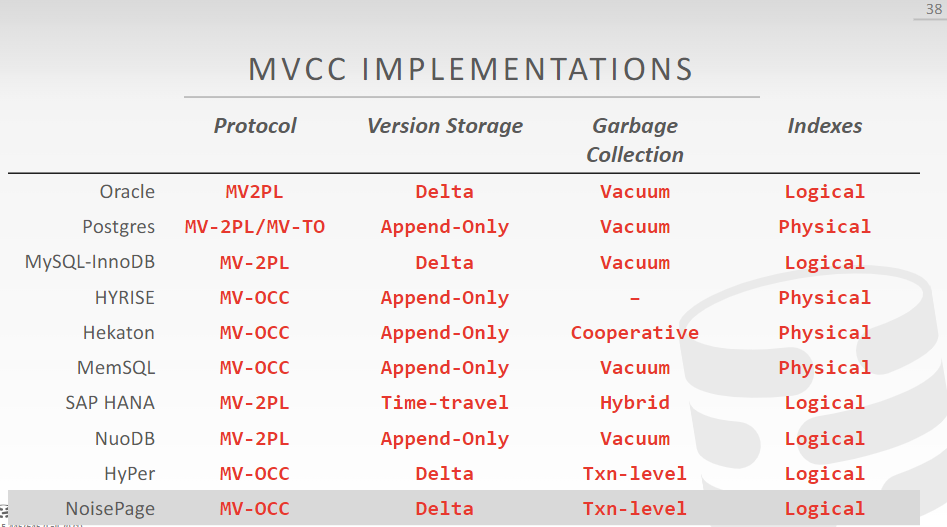 38
MVCC IMPLEMENTATIONS
Protocol Version Storage Garbage Collection Indexes
Oracle MV2PL Delta Vacuum Logical
Postgres MV-2PL/MV-TO Append-Only Vacuum Physical
MySQL-InnoDB MV-2PL Delta Vacuum Logical
HYRISE MV-OCC Append-Only – Physical
Hekaton MV-OCC Append-Only Cooperative Physical
MemSQL MV-OCC Append-Only Vacuum Physical
SAP HANA MV-2PL Time-travel Hybrid Logical
NuoDB MV-2PL Append-Only Vacuum Logical
HyPer MV-OCC Delta Txn-level Logical
NoisePage MV-OCC Delta Txn-level Logical